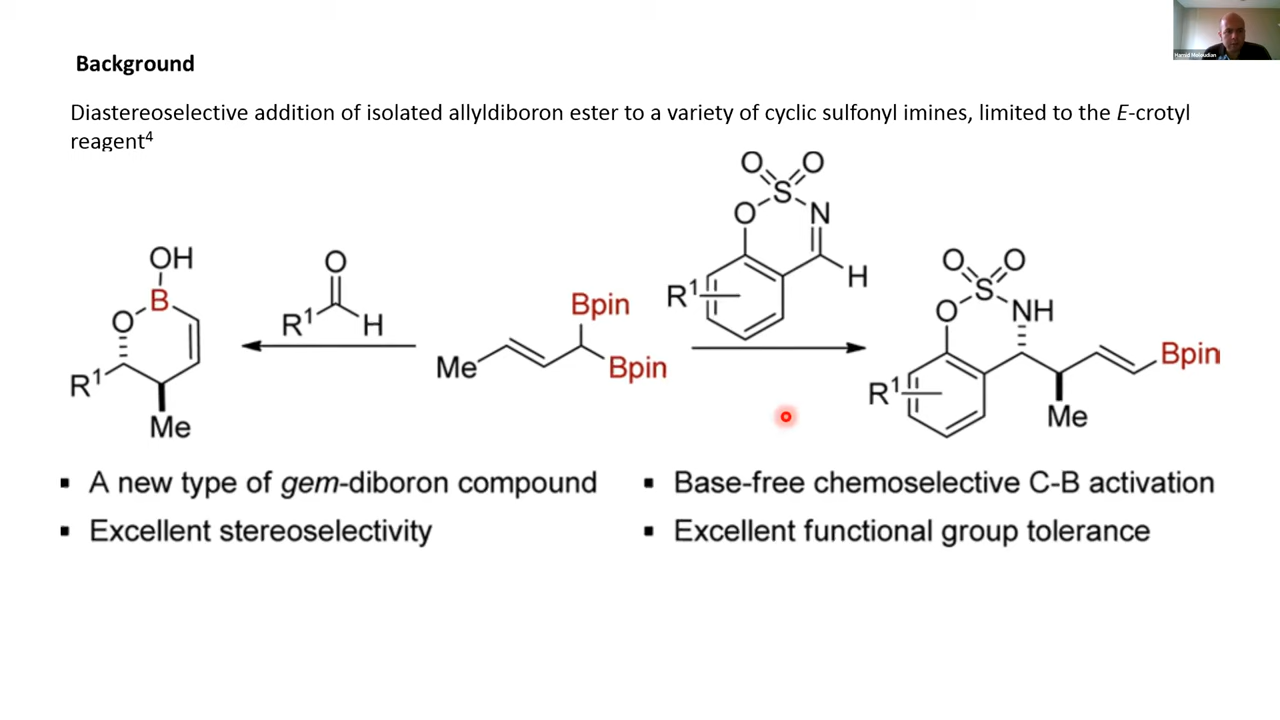 Background
Diastereoselective addition of isolated allyldiboron ester to a variety of cyclic sulfonyl imines, limited to the E-crotyl
reagent⁴
OH
B
O
R¹
Me
O
R¹
H
Me
Bpin
Bpin
O O
S
O
N
H
R¹
O O
S
O
NH
R¹
Me
Bpin
▪ A new type of gem-diboron compound
▪ Excellent stereoselectivity
▪ Base-free chemoselective C-B activation
▪ Excellent functional group tolerance